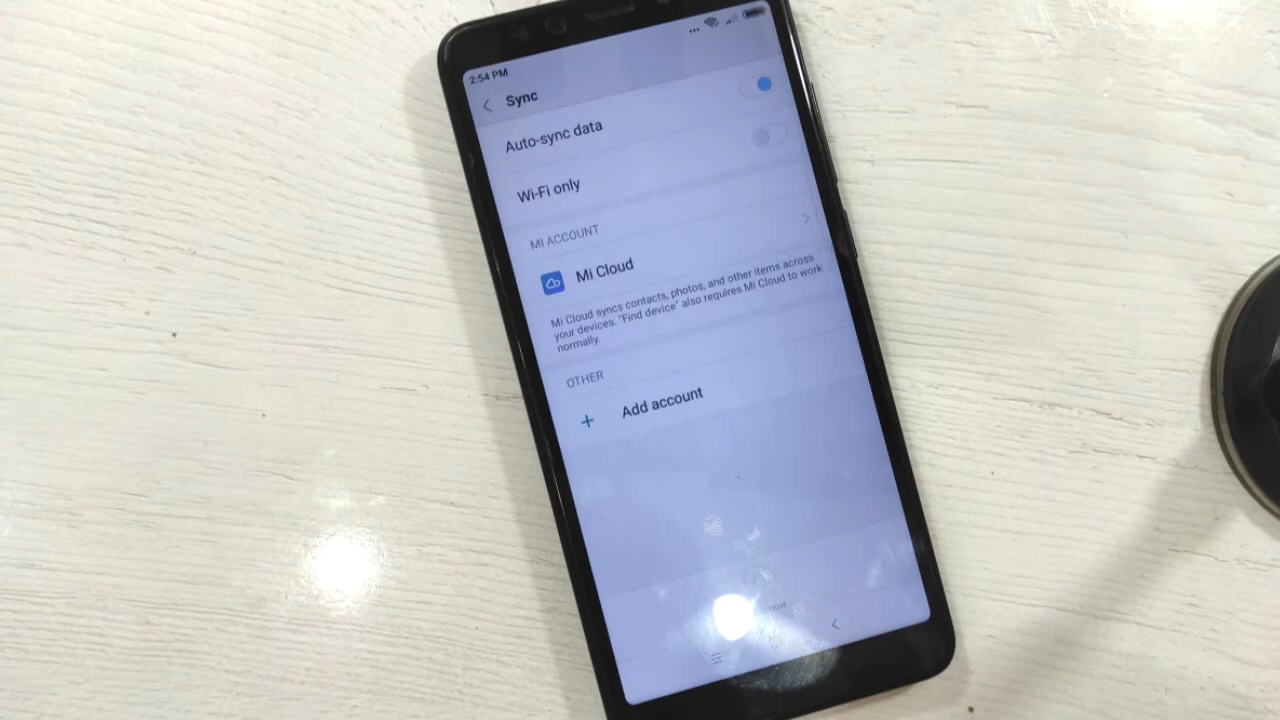 2:54 PM
Sync
Auto-sync data
Wi-Fi only
MI ACCOUNT
Mi Cloud
Mi Cloud syncs contacts, photos, and other items across
your devices. "Find device" also requires Mi Cloud to work
normally.
OTHER
Add account
now